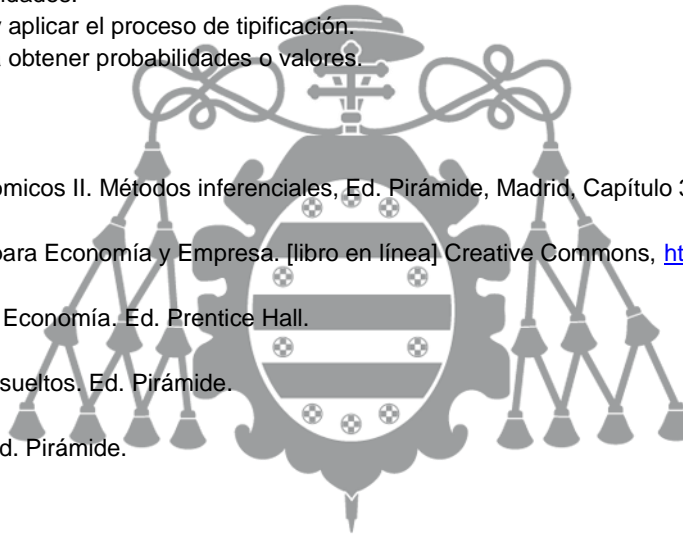 y aplicar el proceso de tipificación.
obtener probabilidades o valores.
ómicos II. Métodos inferenciales, Ed. Pirámide, Madrid, Capítulo 3
para Economía y Empresa. [libro en línea] Creative Commons, ht
Economía. Ed. Prentice Hall.
sueltos. Ed. Pirámide.
d. Pirámide.